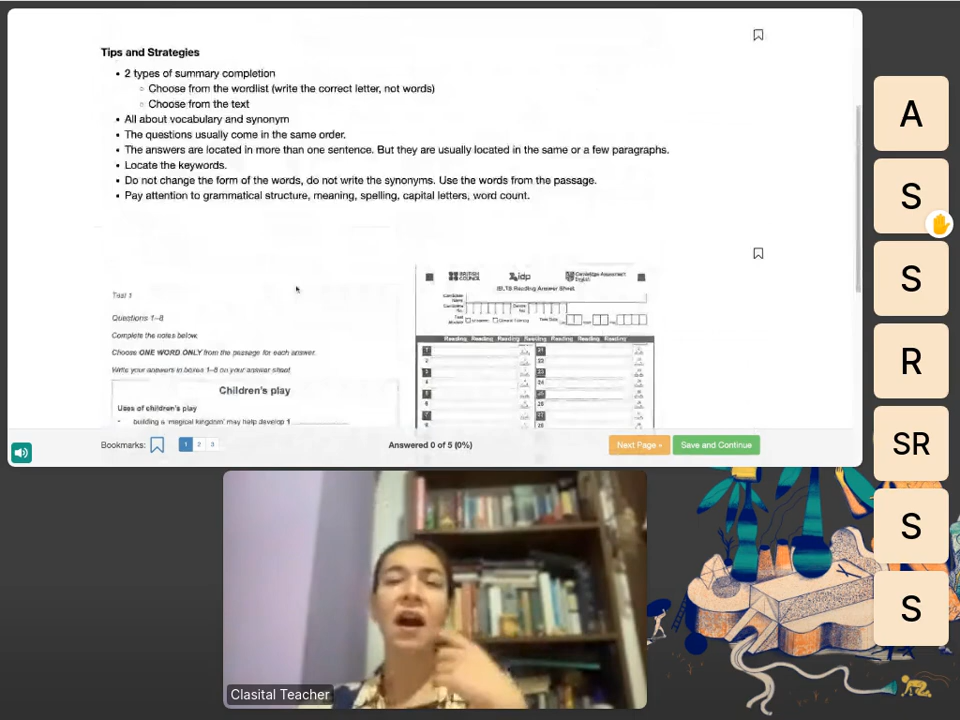 Tips and Strategies
• 2 types of summary completion
○ Choose from the wordlist (write the correct letter, not words)
○ Choose from the text
• All about vocabulary and synonym
• The questions usually come in the same order.
• The answers are located in more than one sentence. But they are usually located in the same or a few paragraphs.
• Locate the keywords.
• Do not change the form of the words, do not write the synonyms. Use the words from the passage.
• Pay attention to grammatical structure, meaning, spelling, capital letters, word count.
Test 1
Questions 1–8
Complete the notes below.
Choose ONE WORD ONLY from the passage for each answer.
Write your answers in boxes 1–8 on your answer sheet.
Children's play
Uses of children's play
- building a 'magical kingdom' may help develop 1
BRITISH COUNCIL
idp
Cambridge Assessment English
IELTS Reading Answer Sheet
Reading Reading Reading Reading Reading Reading
Bookmarks: 1 2 3
Answered 0 of 5 (0%)
Next Page »
Save and Continue
A
S
S
R
SR
S
S
Clasital Teacher